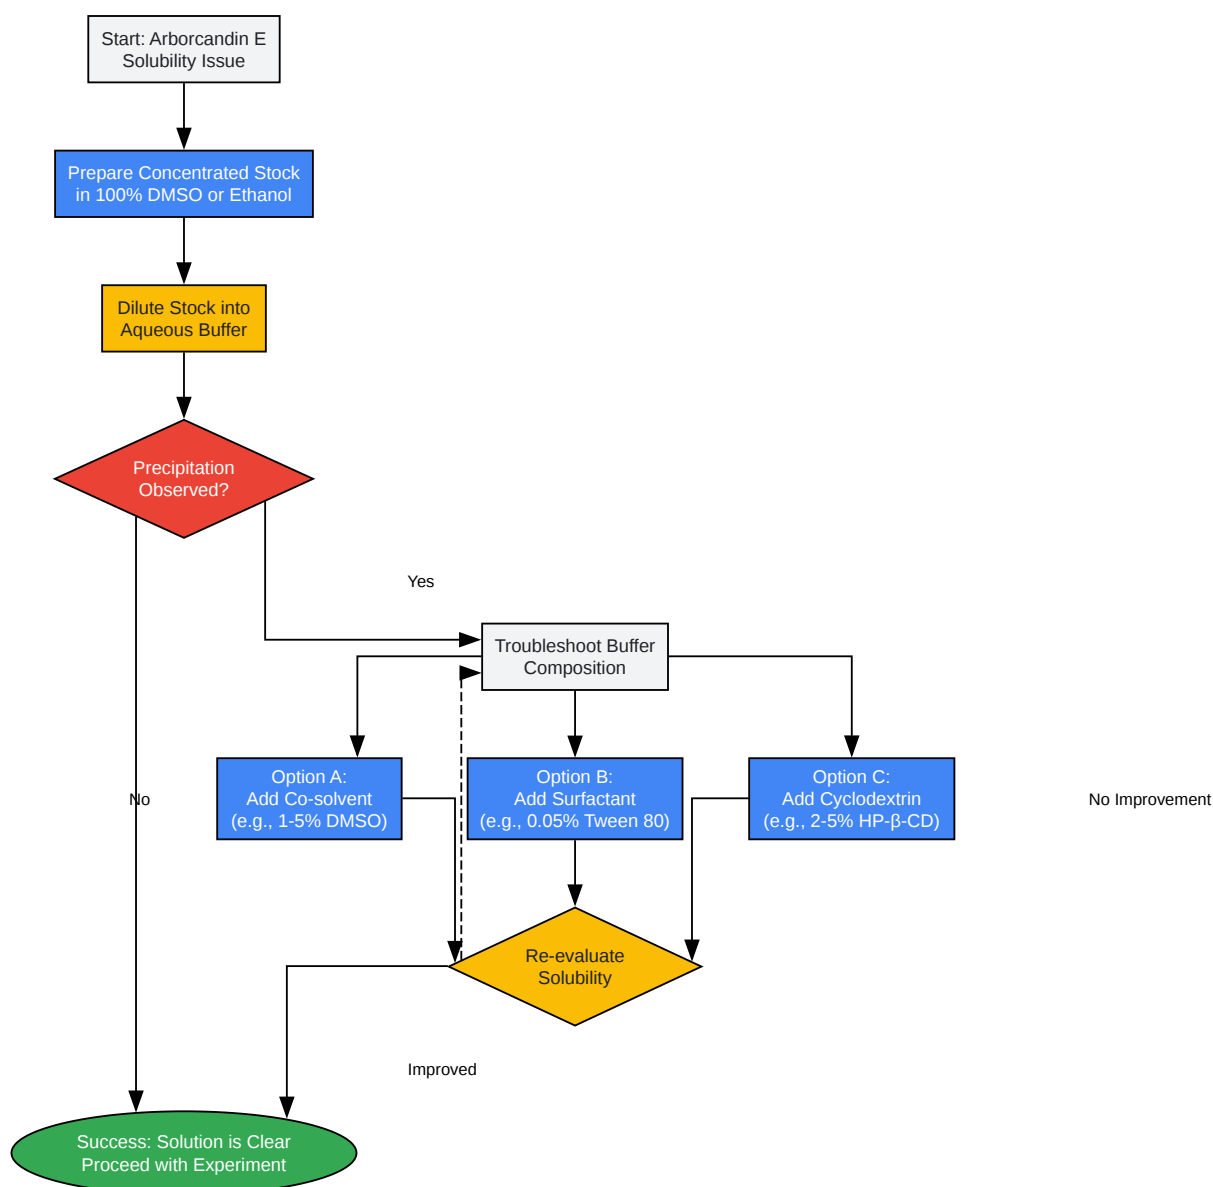 Start: Arborcandin E
Solubility Issue
Prepare Concentrated Stock
in 100% DMSO or Ethanol
Dilute Stock into
Aqueous Buffer
Precipitation
Observed?
Yes
Troubleshoot Buffer
Composition
No
Option A:
Add Co-solvent
(e.g., 1-5% DMSO)
Option B:
Add Surfactant
(e.g., 0.05% Tween 80)
Option C:
Add Cyclodextrin
(e.g., 2-5% HP-β-CD)
No Improvement
Re-evaluate
Solubility
Improved
Success: Solution is Clear
Proceed with Experiment